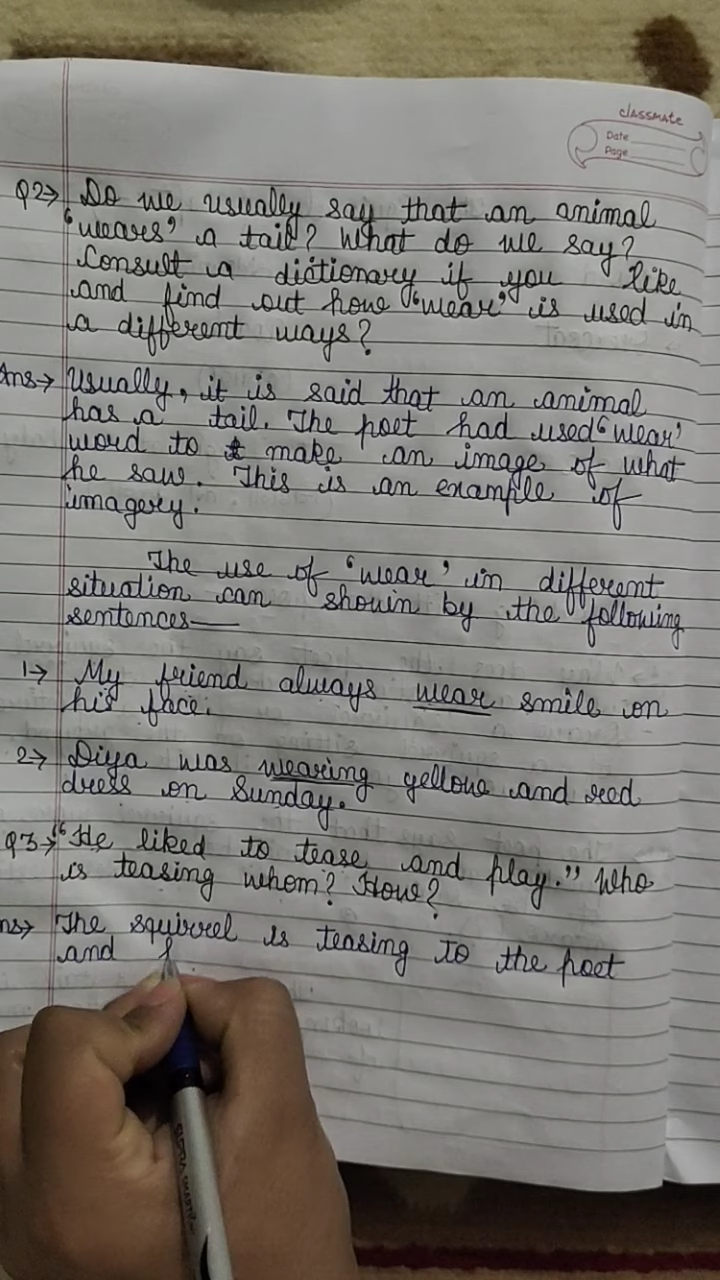 classmate
Date
Page
Q2→ Do we usually say that an animal
'wears' a tail? What do we say?
Consult a dictionary if you like
and find out how 'wear' is used in
a different ways?
Ans→ Usually, it is said that an animal
has a tail. The poet had used 'wear'
word to make an image of what
he saw. This is an example of
imagery.
The use of 'wear' in different
situation can showin by the following
sentences—
1→ My friend always wear smile on
his face.
2→ Diya was wearing yellow and red
dress on Sunday.
Q3→ "He liked to tease and play." Who
is teasing whom? How?
Ans→ The squirrel is teasing to the poet
and